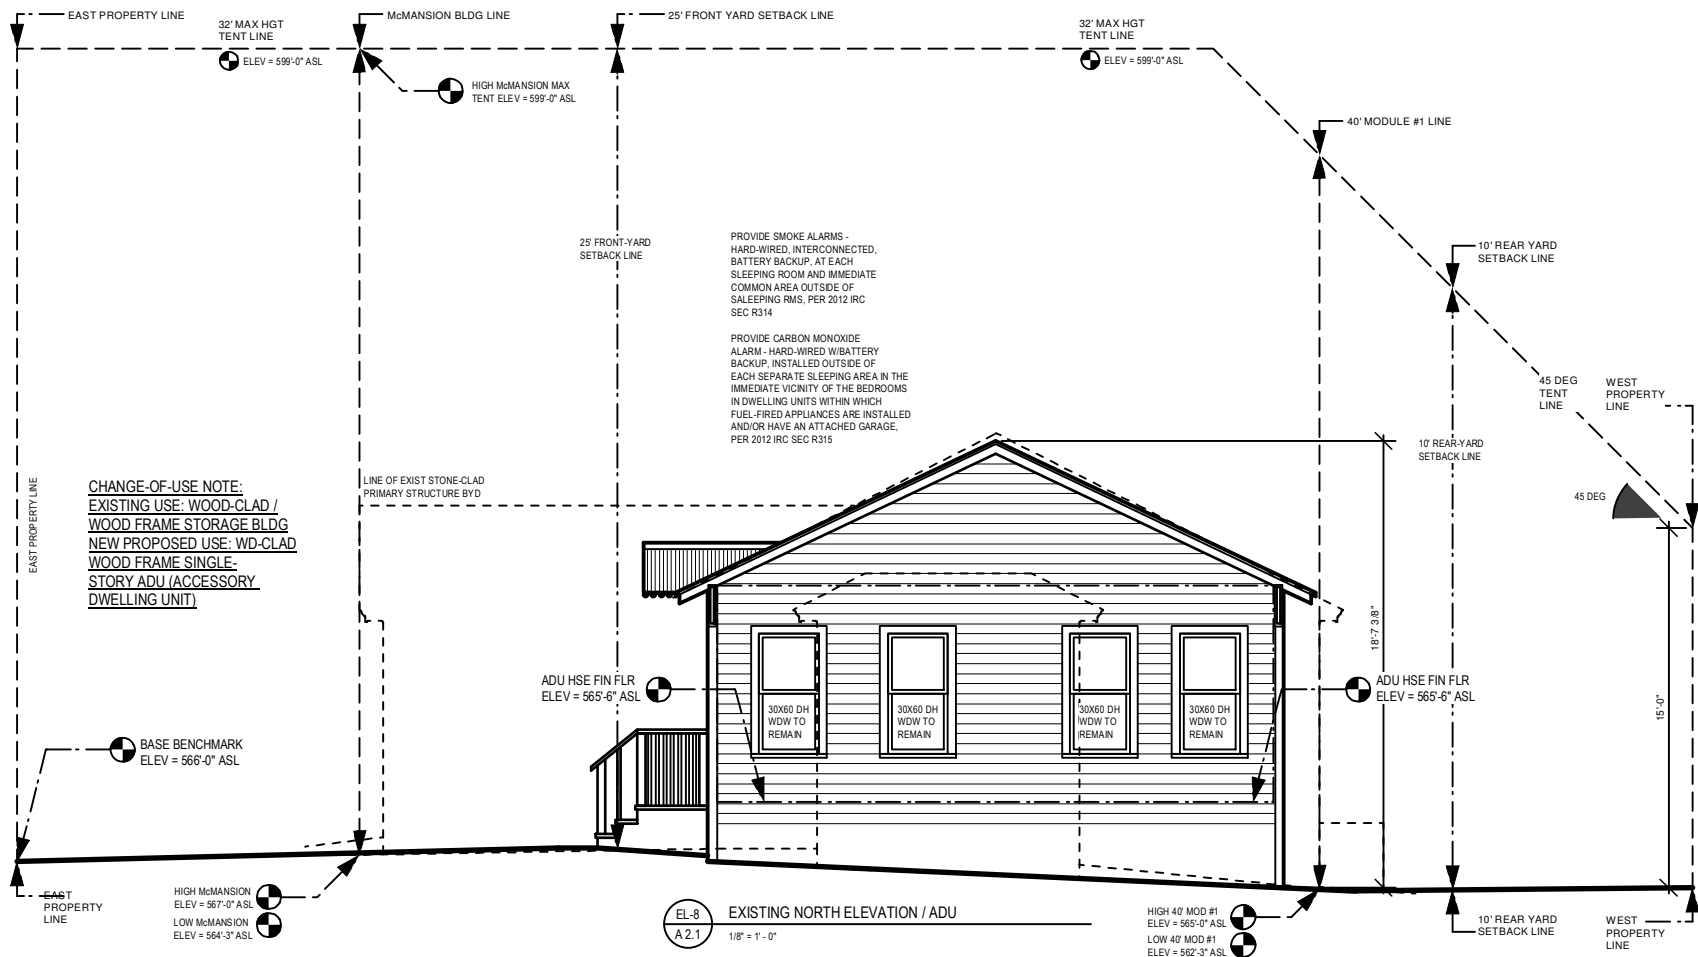 EAST PROPERTY LINE
McMANSION BLDG LINE
25' FRONT YARD SETBACK LINE
32' MAX HGT
TENT LINE
ELEV = 599'-0" ASL
32' MAX HGT
TENT LINE
ELEV = 599'-0" ASL
HIGH McMANSION MAX
TENT ELEV = 599'-0" ASL
40' MODULE #1 LINE
25' FRONT-YARD
SETBACK LINE
PROVIDE SMOKE ALARMS -
HARD-WIRED, INTERCONNECTED,
BATTERY BACKUP, AT EACH
SLEEPING ROOM AND IMMEDIATE
COMMON AREA OUTSIDE OF
SALEEPING RMS, PER 2012 IRC
SEC R314
PROVIDE CARBON MONOXIDE
ALARM - HARD-WIRED W/BATTERY
BACKUP, INSTALLED OUTSIDE OF
EACH SEPARATE SLEEPING AREA IN THE
IMMEDIATE VICINITY OF THE BEDROOMS
IN DWELLING UNITS WITHIN WHICH
FUEL-FIRED APPLIANCES ARE INSTALLED
AND/OR HAVE AN ATTACHED GARAGE,
PER 2012 IRC SEC R315
10' REAR YARD
SETBACK LINE
45 DEG
TENT
LINE
WEST
PROPERTY
LINE
10' REAR-YARD
SETBACK LINE
45 DEG
EAST PROPERTY LINE
CHANGE-OF-USE NOTE:
EXISTING USE: WOOD-CLAD /
WOOD FRAME STORAGE BLDG
NEW PROPOSED USE: WD-CLAD
WOOD FRAME SINGLE-
STORY ADU (ACCESSORY
DWELLING UNIT)
LINE OF EXIST STONE-CLAD
PRIMARY STRUCTURE BYD
18'-7 3/8"
15'-0"
ADU HSE FIN FLR
ELEV = 565'-6" ASL
30X60 DH
WDW TO
REMAIN
30X60 DH
WDW TO
REMAIN
30X60 DH
WDW TO
REMAIN
30X60 DH
WDW TO
REMAIN
ADU HSE FIN FLR
ELEV = 565'-6" ASL
BASE BENCHMARK
ELEV = 566'-0" ASL
EAST
PROPERTY
LINE
HIGH McMANSION
ELEV = 567'-0" ASL
LOW McMANSION
ELEV = 564'-3" ASL
EL-8
A 2.1
EXISTING NORTH ELEVATION / ADU
1/8" = 1' - 0"
HIGH 40' MOD #1
ELEV = 565'-0" ASL
LOW 40' MOD #1
ELEV = 562'-3" ASL
10' REAR YARD
SETBACK LINE
WEST
PROPERTY
LINE